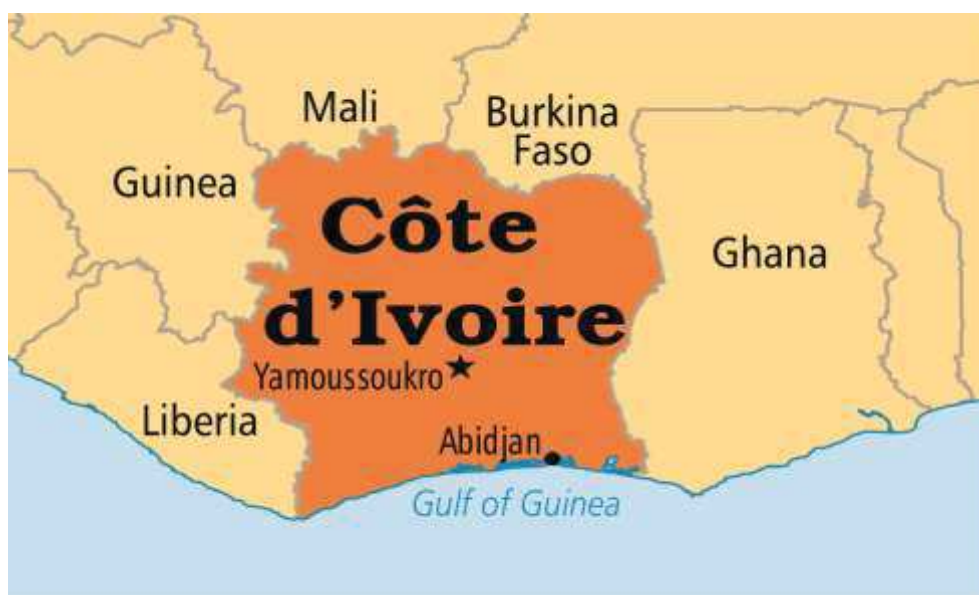 Mali
Burkina
Faso
Guinea
Côte
d'Ivoire
Ghana
Yamoussoukro
Liberia
Abidjan
Gulf of Guinea